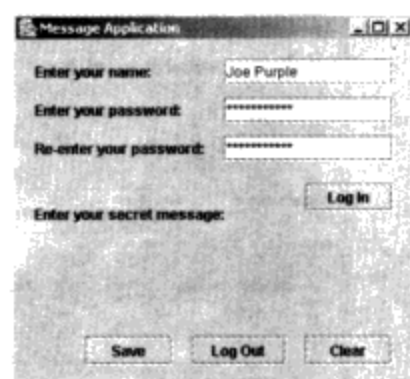 Message Application
Enter your name: Joe Purple
Enter your password: ***********
Re-enter your password: ***********
Log In
Enter your secret message:
Save Log Out Clear